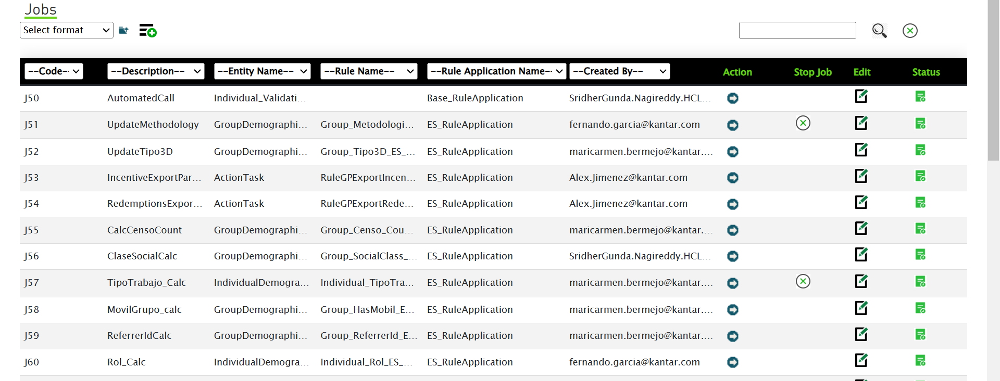 Jobs
Select format
--Code-- --Description-- --Entity Name-- --Rule Name-- --Rule Application Name-- --Created By-- Action Stop Job Edit Status
J50 AutomatedCall Individual_Validati... Base_RuleApplication SridherGunda.Nagireddy.HCL...
J51 UpdateMethodology GroupDemographi... Group_Metodologi... ES_RuleApplication fernando.garcia@kantar.com
J52 UpdateTipo3D GroupDemographi... Group_Tipo3D_ES_... ES_RuleApplication maricarmen.bermejo@kantar....
J53 IncentiveExportPar... ActionTask RuleGPExportIncen... ES_RuleApplication Alex.Jimenez@kantar.com
J54 RedemptionsExpor... ActionTask RuleGPExportRede... ES_RuleApplication Alex.Jimenez@kantar.com
J55 CalcCensoCount GroupDemographi... Group_Censo_Cou... ES_RuleApplication maricarmen.bermejo@kantar....
J56 ClaseSocialCalc GroupDemographi... Group_SocialClass_... ES_RuleApplication SridherGunda.Nagireddy.HCL...
J57 TipoTrabajo_Calc IndividualDemogra... Individual_TipoTra... ES_RuleApplication maricarmen.bermejo@kantar....
J58 MovilGrupo_calc GroupDemographi... Group_HasMobil_E... ES_RuleApplication maricarmen.bermejo@kantar....
J59 ReferrerIdCalc GroupDemographi... Group_ReferrerId_E... ES_RuleApplication maricarmen.bermejo@kantar....
J60 Rol_Calc IndividualDemogra... Individual_Rol_ES_... ES_RuleApplication fernando.garcia@kantar.com